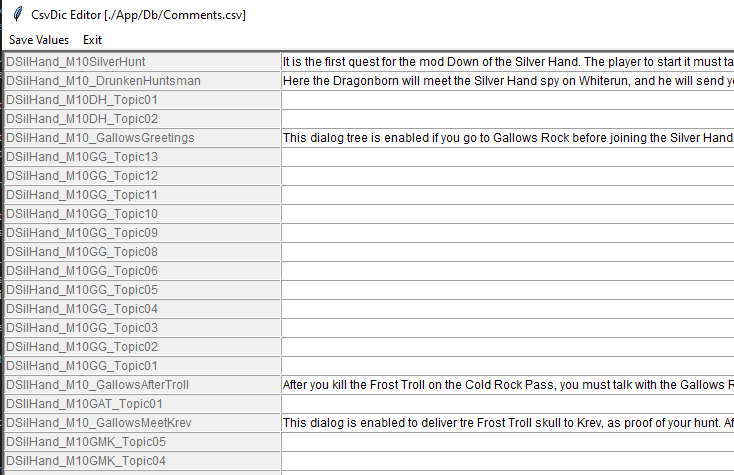 CsvDic Editor [./App/Db/Comments.csv]
Save Values Exit
DSilHand_M10SilverHunt It is the first quest for the mod Down of the Silver Hand. The player to start it must ta
DSilHand_M10_DrunkenHuntsman Here the Dragonborn will meet the Silver Hand spy on Whiterun, and he will send y
DSilHand_M10DH_Topic01
DSilHand_M10DH_Topic02
DSilHand_M10_GallowsGreetings This dialog tree is enabled if you go to Gallows Rock before joining the Silver Hand
DSilHand_M10GG_Topic13
DSilHand_M10GG_Topic12
DSilHand_M10GG_Topic11
DSilHand_M10GG_Topic10
DSilHand_M10GG_Topic09
DSilHand_M10GG_Topic08
DSilHand_M10GG_Topic06
DSilHand_M10GG_Topic05
DSilHand_M10GG_Topic04
DSilHand_M10GG_Topic03
DSilHand_M10GG_Topic02
DSilHand_M10GG_Topic01
DSilHand_M10_GallowsAfterTroll After you kill the Frost Troll on the Cold Rock Pass, you must talk with the Gallows R
DSIlHand_M10GAT_Topic01
DSilHand_M10_GallowsMeetKrev This dialog is enabled to deliver tre Frost Troll skull to Krev, as proof of your hunt. Af
DSIlHand_M10GMK_Topic05
DSIlHand_M10GMK_Topic04